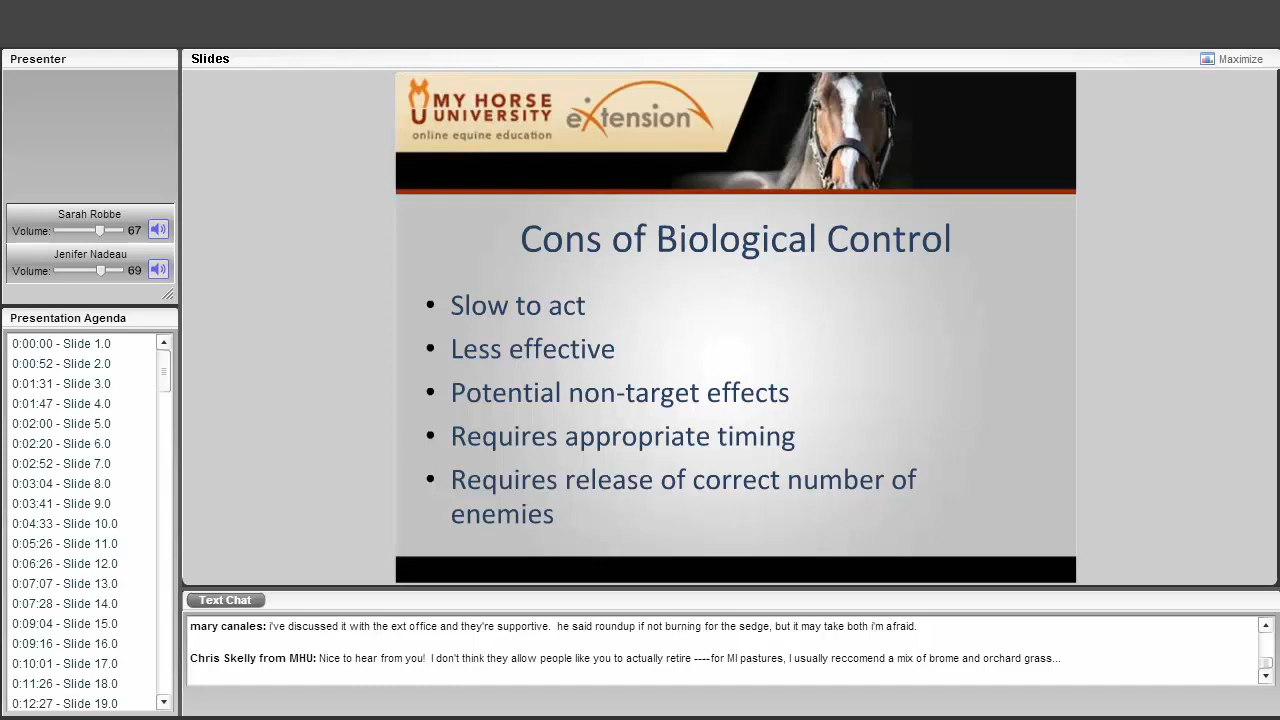 Presenter
Sarah Robbe
Volume: 67
Jenifer Nadeau
Volume: 69
Presentation Agenda
0:00:00 - Slide 1.0
0:00:52 - Slide 2.0
0:01:31 - Slide 3.0
0:01:47 - Slide 4.0
0:02:00 - Slide 5.0
0:02:20 - Slide 6.0
0:02:52 - Slide 7.0
0:03:04 - Slide 8.0
0:03:41 - Slide 9.0
0:04:33 - Slide 10.0
0:05:26 - Slide 11.0
0:06:26 - Slide 12.0
0:07:07 - Slide 13.0
0:07:28 - Slide 14.0
0:09:04 - Slide 15.0
0:09:16 - Slide 16.0
0:10:01 - Slide 17.0
0:11:26 - Slide 18.0
0:12:27 - Slide 19.0
Slides
Maximize
MY HORSE
UNIVERSITY
online equine education
eXtension
Cons of Biological Control
• Slow to act
• Less effective
• Potential non-target effects
• Requires appropriate timing
• Requires release of correct number of
enemies
Text Chat
mary canales: i've discussed it with the ext office and they're supportive.  he said roundup if not burning for the sedge, but it may take both i'm afraid.
Chris Skelly from MHU: Nice to hear from you!  I don't think they allow people like you to actually retire ----for MI pastures, I usually reccomend a mix of brome and orchard grass...